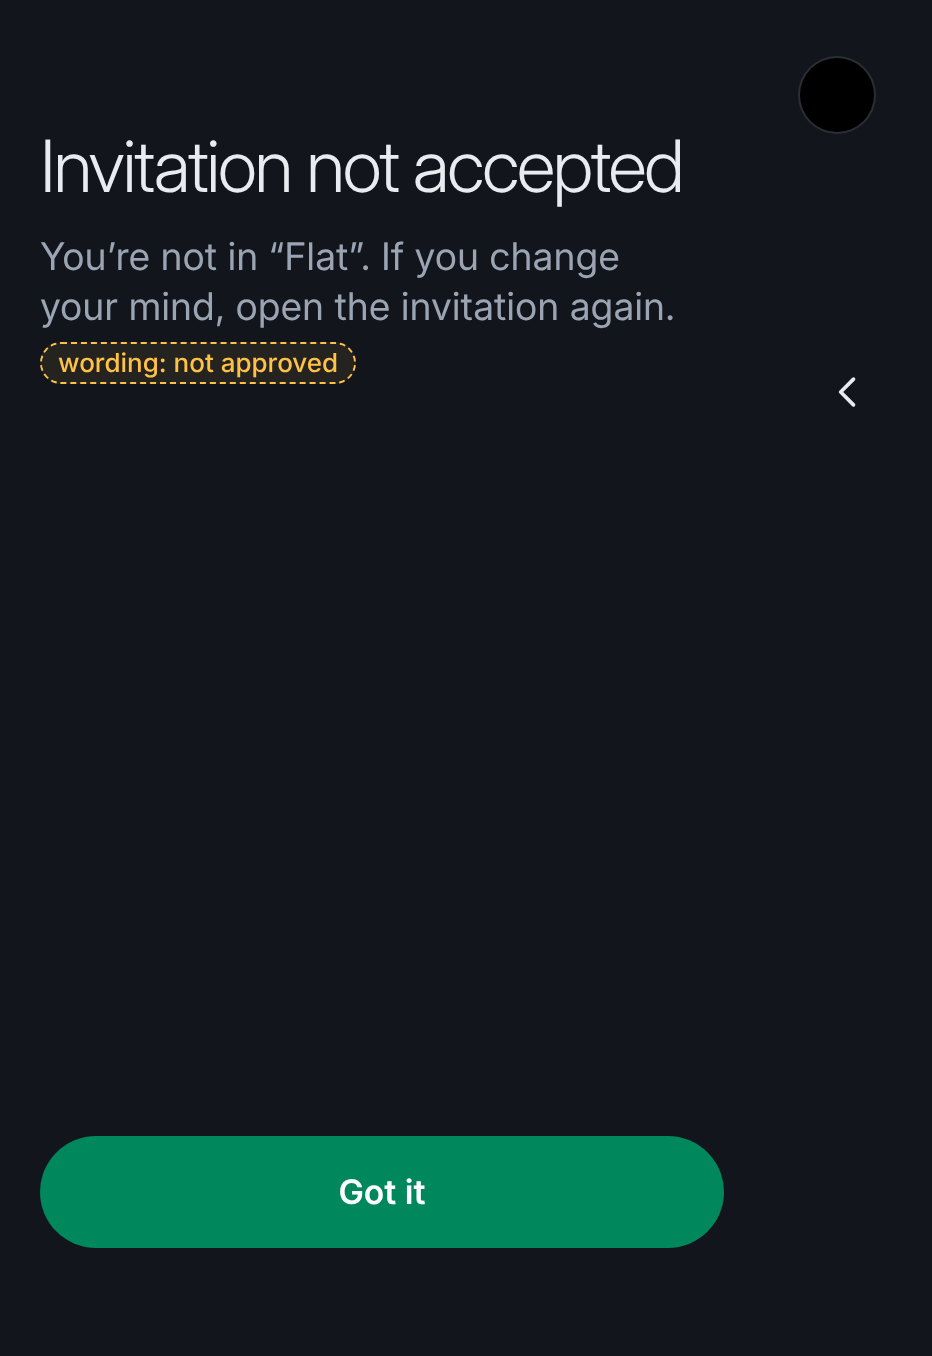 Invitation not accepted
You’re not in “Flat”. If you change
your mind, open the invitation again.
wording: not approved
Got it